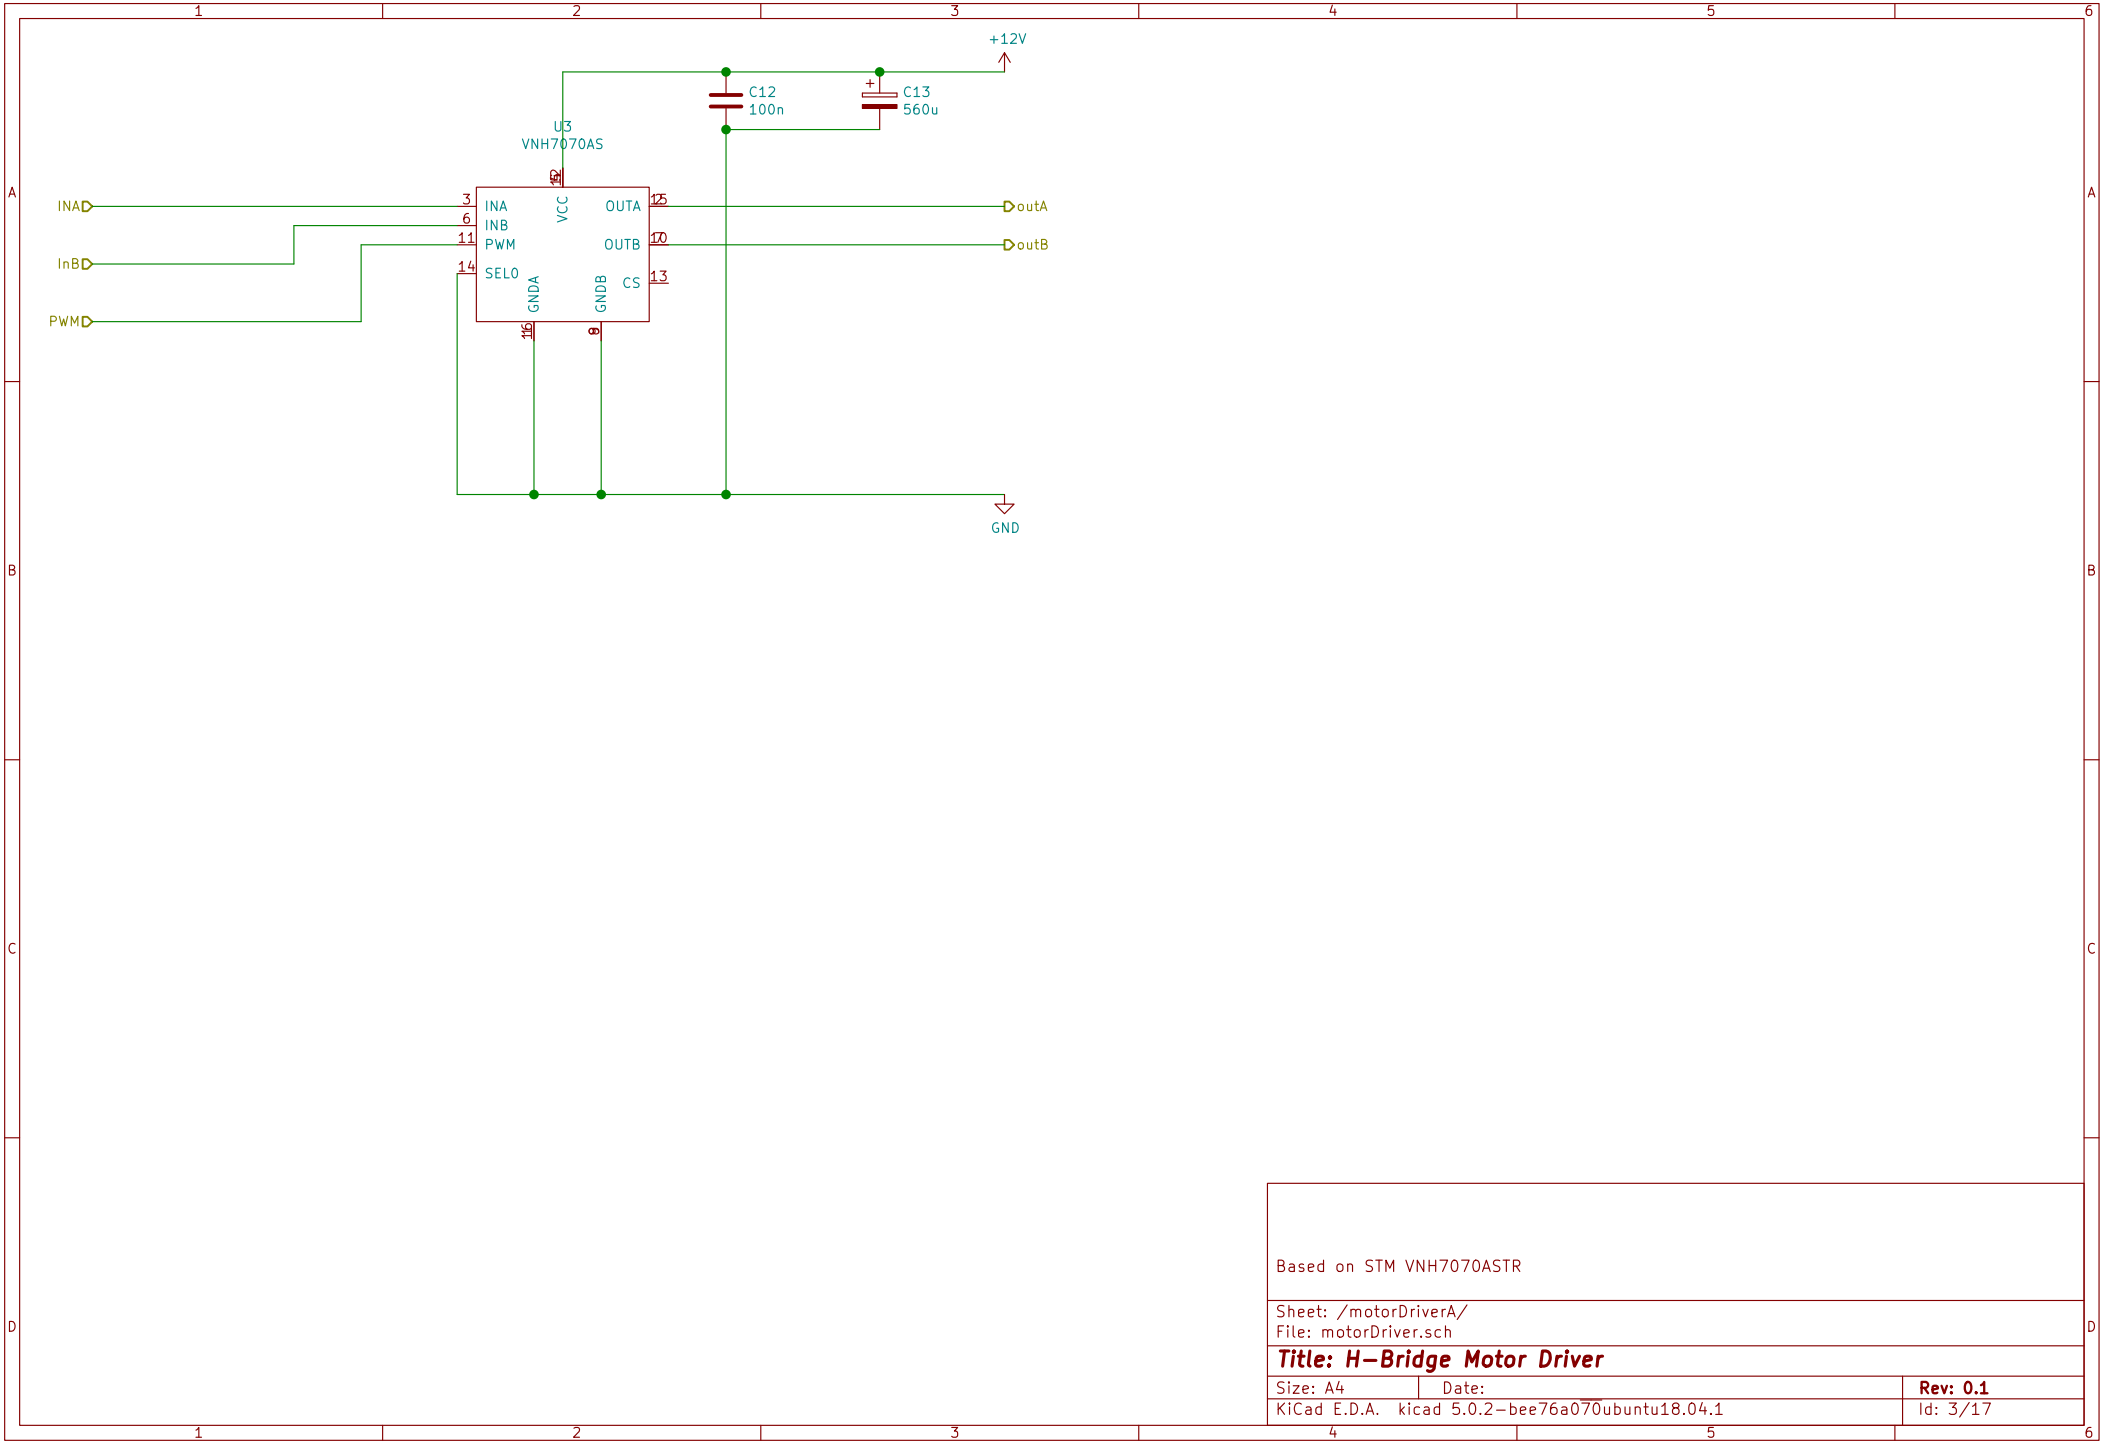 1 2 3 4 5 6
+12V
C12
100n
C13
560u
U3
VNH7070AS
A A
INA
3 INA
6 INB
11 PWM
14 SEL0
InB
PWM
VCC
OUTA 15
outA
OUTB 10
outB
CS 13
GNDA
GNDB
16
GND
B B
C C
Based on STM VNH7070ASTR
Sheet: /motorDriverA/
File: motorDriver.sch
D D
Title: H-Bridge Motor Driver
Size: A4 Date: Rev: 0.1
KiCad E.D.A. kicad 5.0.2-bee76a070ubuntu18.04.1 Id: 3/17
1 2 3 4 5 6